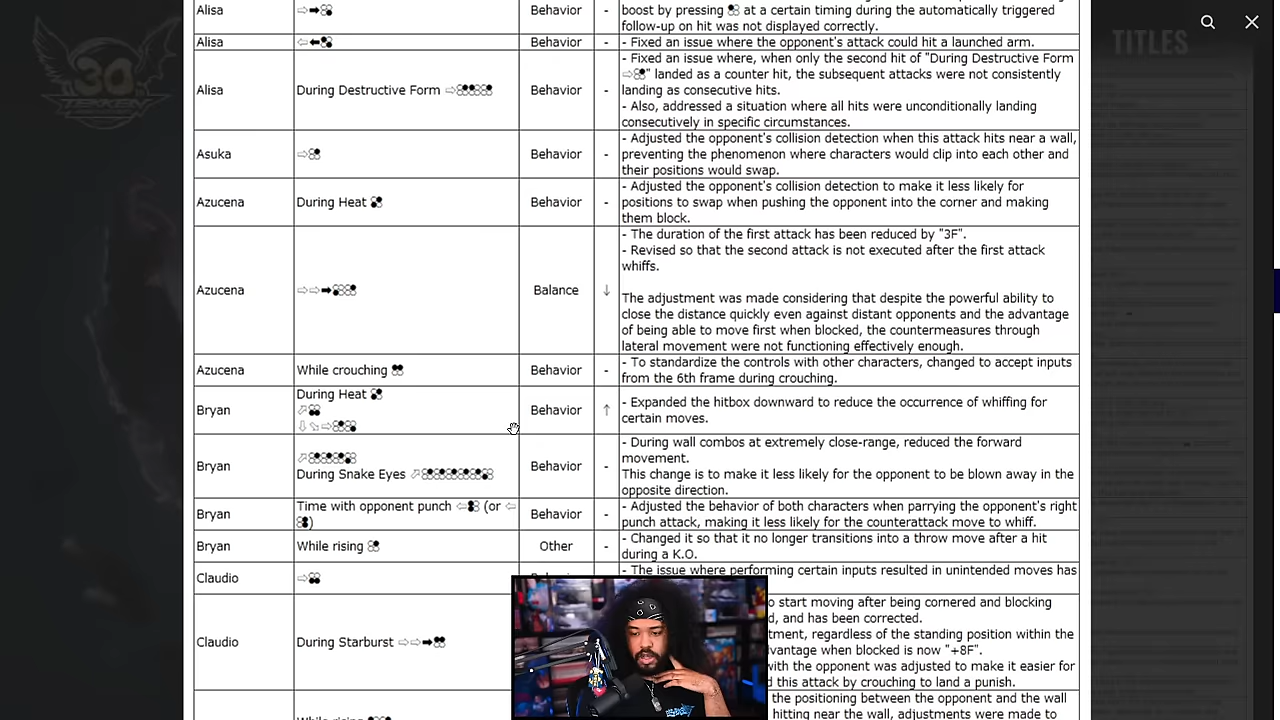 TITLES
30
TEKKEN
Alisa
Behavior
-
boost by pressing at a certain timing during the automatically triggered
follow-up on hit was not displayed correctly.
Alisa
Behavior
-
- Fixed an issue where the opponent's attack could hit a launched arm.
Alisa
During Destructive Form
Behavior
-
- Fixed an issue where, when only the second hit of "During Destructive Form
⇨" landed as a counter hit, the subsequent attacks were not consistently
landing as consecutive hits.
- Also, addressed a situation where all hits were unconditionally landing
consecutively in specific circumstances.
Asuka
⇨
Behavior
-
- Adjusted the opponent's collision detection when this attack hits near a wall,
preventing the phenomenon where characters would clip into each other and
their positions would swap.
Azucena
During Heat
Behavior
-
- Adjusted the opponent's collision detection to make it less likely for
positions to swap when pushing the opponent into the corner and making
them block.
Azucena
Balance
↓
- The duration of the first attack has been reduced by "3F".
- Revised so that the second attack is not executed after the first attack
whiffs.
The adjustment was made considering that despite the powerful ability to
close the distance quickly even against distant opponents and the advantage
of being able to move first when blocked, the countermeasures through
lateral movement were not functioning effectively enough.
Azucena
While crouching
Behavior
-
- To standardize the controls with other characters, changed to accept inputs
from the 6th frame during crouching.
Bryan
During Heat
Behavior
↑
- Expanded the hitbox downward to reduce the occurrence of whiffing for
certain moves.
Bryan
During Snake Eyes
Behavior
-
- During wall combos at extremely close-range, reduced the forward
movement.
This change is to make it less likely for the opponent to be blown away in the
opposite direction.
Bryan
Time with opponent punch ⇦ (or ⇦
)
Behavior
-
- Adjusted the behavior of both characters when parrying the opponent's right
punch attack, making it less likely for the counterattack move to whiff.
Bryan
While rising
Other
-
- Changed it so that it no longer transitions into a throw move after a hit
during a K.O.
Claudio
⇨
- The issue where performing certain inputs resulted in unintended moves has
Claudio
During Starburst
o start moving after being cornered and blocking
d, and has been corrected.
tment, regardless of the standing position within the
vantage when blocked is now "+8F".
with the opponent was adjusted to make it easier for
d this attack by crouching to land a punish.
While rising
the positioning between the opponent and the wall
hitting near the wall, adjustments were made to